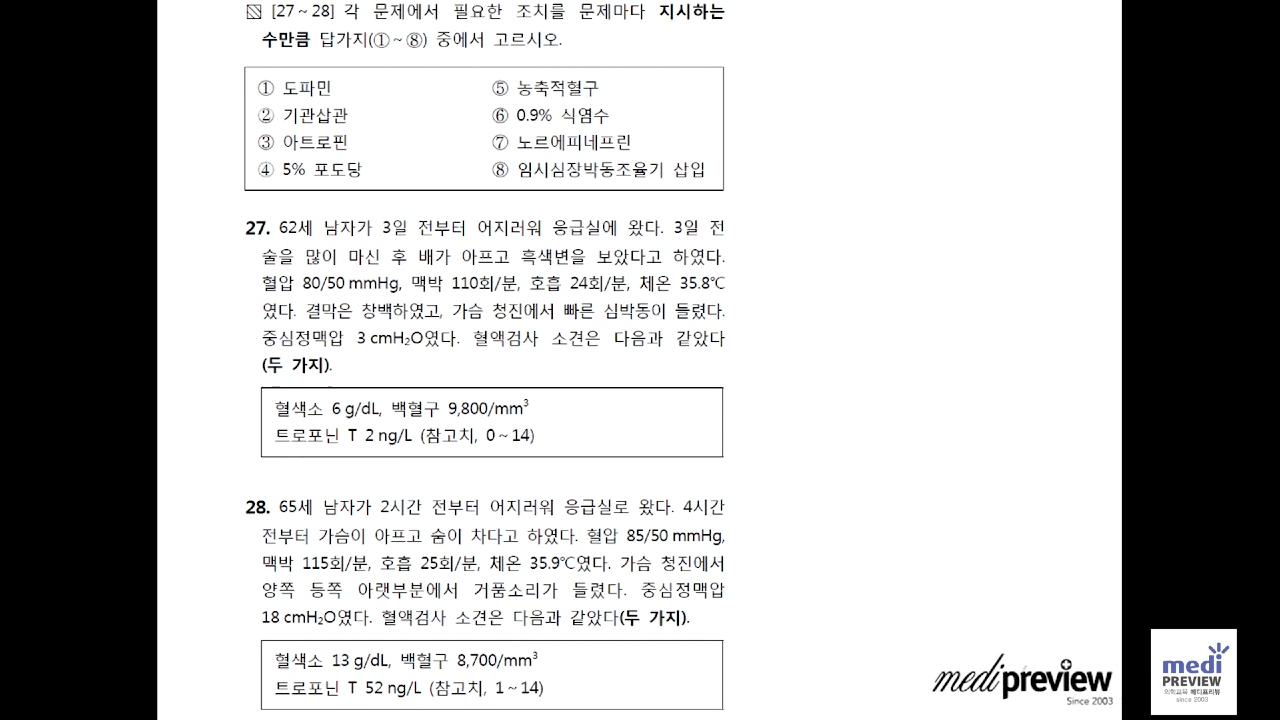 ▧ [27~28] 각 문제에서 필요한 조치를 문제마다 지시하는
수만큼 답가지(①~⑧) 중에서 고르시오.
① 도파민
② 기관삽관
③ 아트로핀
④ 5% 포도당
⑤ 농축적혈구
⑥ 0.9% 식염수
⑦ 노르에피네프린
⑧ 임시심장박동조율기 삽입
27. 62세 남자가 3일 전부터 어지러워 응급실에 왔다. 3일 전
술을 많이 마신 후 배가 아프고 흑색변을 보았다고 하였다.
혈압 80/50 mmHg, 맥박 110회/분, 호흡 24회/분, 체온 35.8℃
였다. 결막은 창백하였고, 가슴 청진에서 빠른 심박동이 들렸다.
중심정맥압 3 cmH₂O였다. 혈액검사 소견은 다음과 같았다
(두 가지).
혈색소 6 g/dL, 백혈구 9,800/mm³
트로포닌 T 2 ng/L (참고치, 0~14)
28. 65세 남자가 2시간 전부터 어지러워 응급실로 왔다. 4시간
전부터 가슴이 아프고 숨이 차다고 하였다. 혈압 85/50 mmHg,
맥박 115회/분, 호흡 25회/분, 체온 35.9℃였다. 가슴 청진에서
양쪽 등쪽 아랫부분에서 거품소리가 들렸다. 중심정맥압
18 cmH₂O였다. 혈액검사 소견은 다음과 같았다(두 가지).
혈색소 13 g/dL, 백혈구 8,700/mm³
트로포닌 T 52 ng/L (참고치, 1~14)
medipreview
Since 2003
medi
PREVIEW
의학교육 메디프리뷰
since 2003